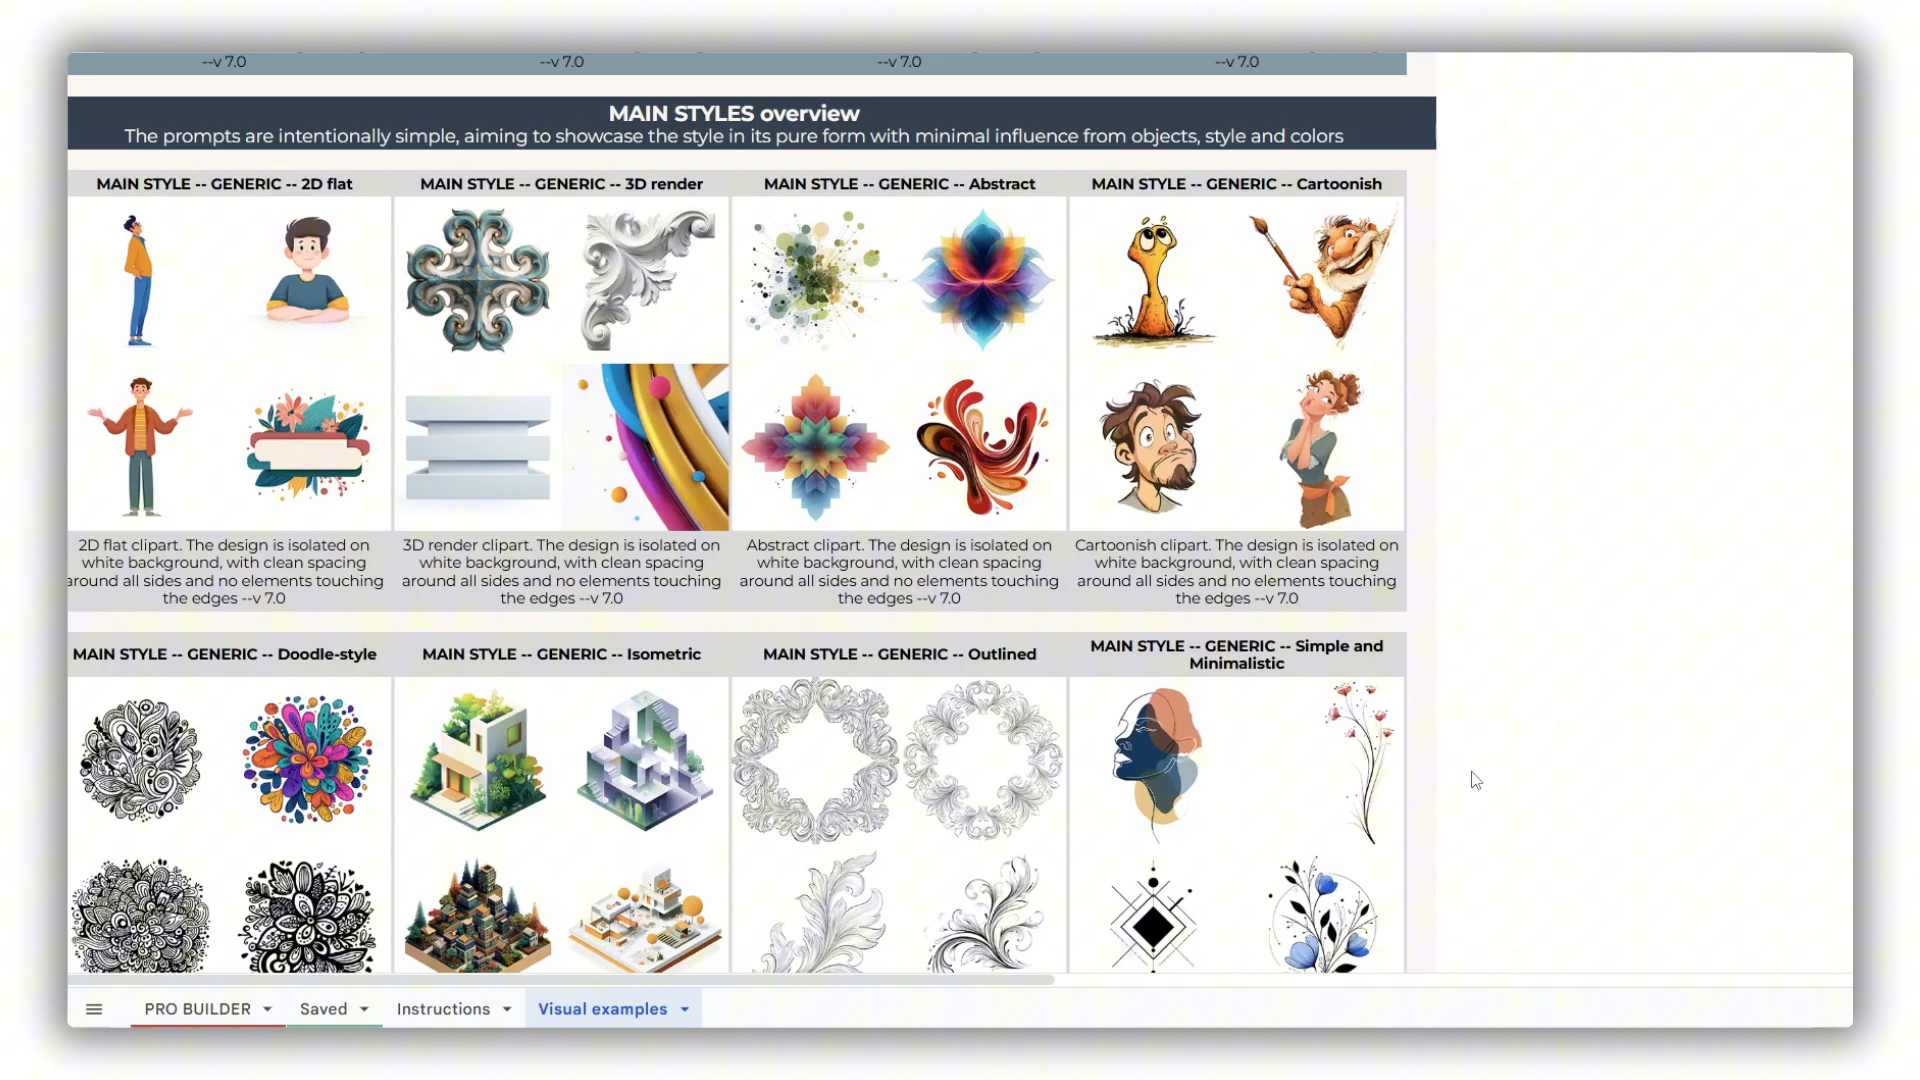 --v 7.0
--v 7.0
--v 7.0
--v 7.0
MAIN STYLES overview
The prompts are intentionally simple, aiming to showcase the style in its pure form with minimal influence from objects, style and colors
MAIN STYLE -- GENERIC -- 2D flat
MAIN STYLE -- GENERIC -- 3D render
MAIN STYLE -- GENERIC -- Abstract
MAIN STYLE -- GENERIC -- Cartoonish
2D flat clipart. The design is isolated on
white background, with clean spacing
around all sides and no elements touching
the edges --v 7.0
3D render clipart. The design is isolated on
white background, with clean spacing
around all sides and no elements touching
the edges --v 7.0
Abstract clipart. The design is isolated on
white background, with clean spacing
around all sides and no elements touching
the edges --v 7.0
Cartoonish clipart. The design is isolated on
white background, with clean spacing
around all sides and no elements touching
the edges --v 7.0
MAIN STYLE -- GENERIC -- Doodle-style
MAIN STYLE -- GENERIC -- Isometric
MAIN STYLE -- GENERIC -- Outlined
MAIN STYLE -- GENERIC -- Simple and
Minimalistic
PRO BUILDER
Saved
Instructions
Visual examples